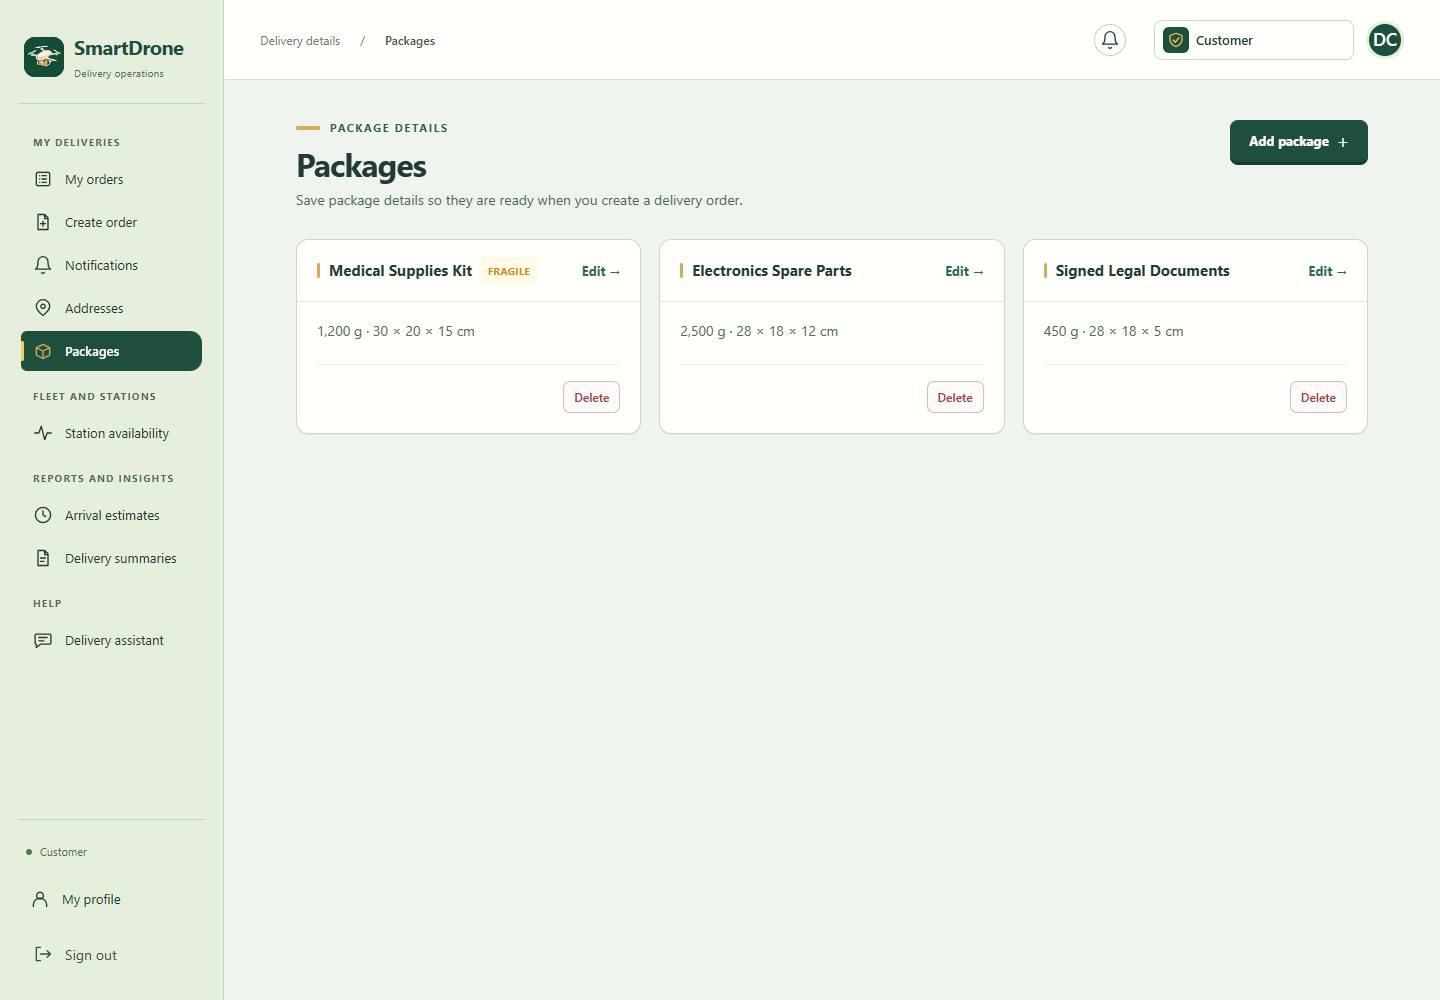 SmartDrone
Delivery operations
MY DELIVERIES
My orders
Create order
Notifications
Addresses
Packages
FLEET AND STATIONS
Station availability
REPORTS AND INSIGHTS
Arrival estimates
Delivery summaries
HELP
Delivery assistant
Customer
My profile
Sign out
Delivery details / Packages
Customer
DC
PACKAGE DETAILS
Packages
Save package details so they are ready when you create a delivery order.
Add package +
Medical Supplies Kit FRAGILE Edit →
1,200 g · 30 × 20 × 15 cm
Delete
Electronics Spare Parts Edit →
2,500 g · 28 × 18 × 12 cm
Delete
Signed Legal Documents Edit →
450 g · 28 × 18 × 5 cm
Delete